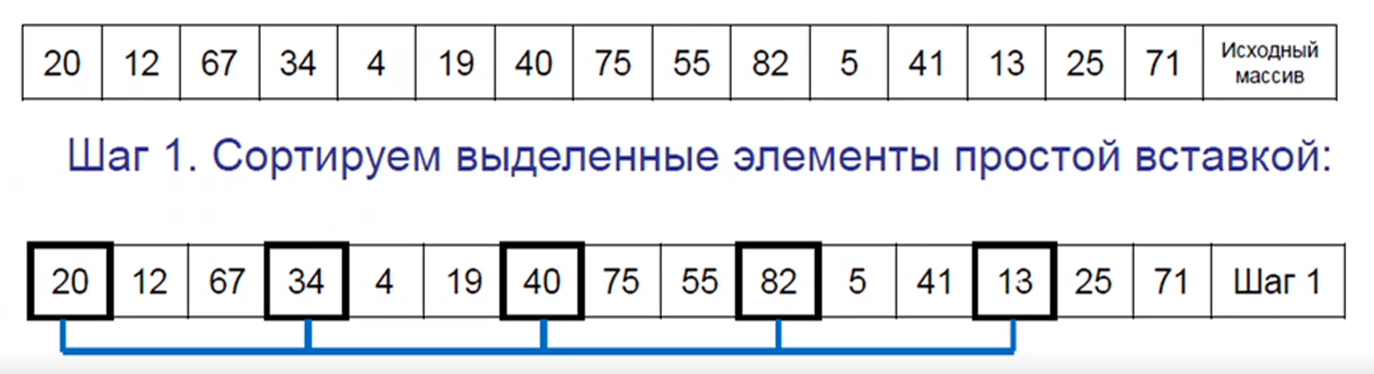 20 12 67 34 4 19 40 75 55 82 5 41 13 25 71 Исходный
массив
Шаг 1. Сортируем выделенные элементы простой вставкой:
20 12 67 34 4 19 40 75 55 82 5 41 13 25 71 Шаг 1